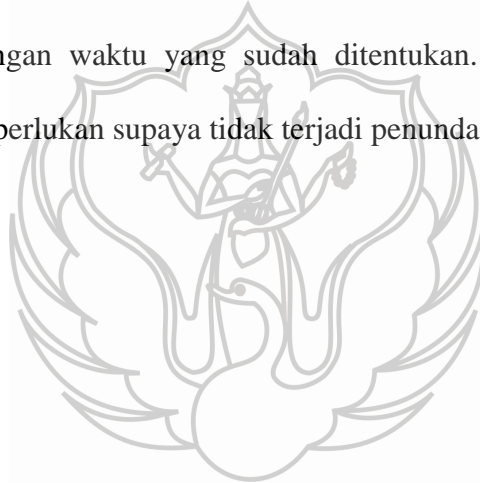 ngan waktu yang sudah ditentukan.
perlukan supaya tidak terjadi penunda